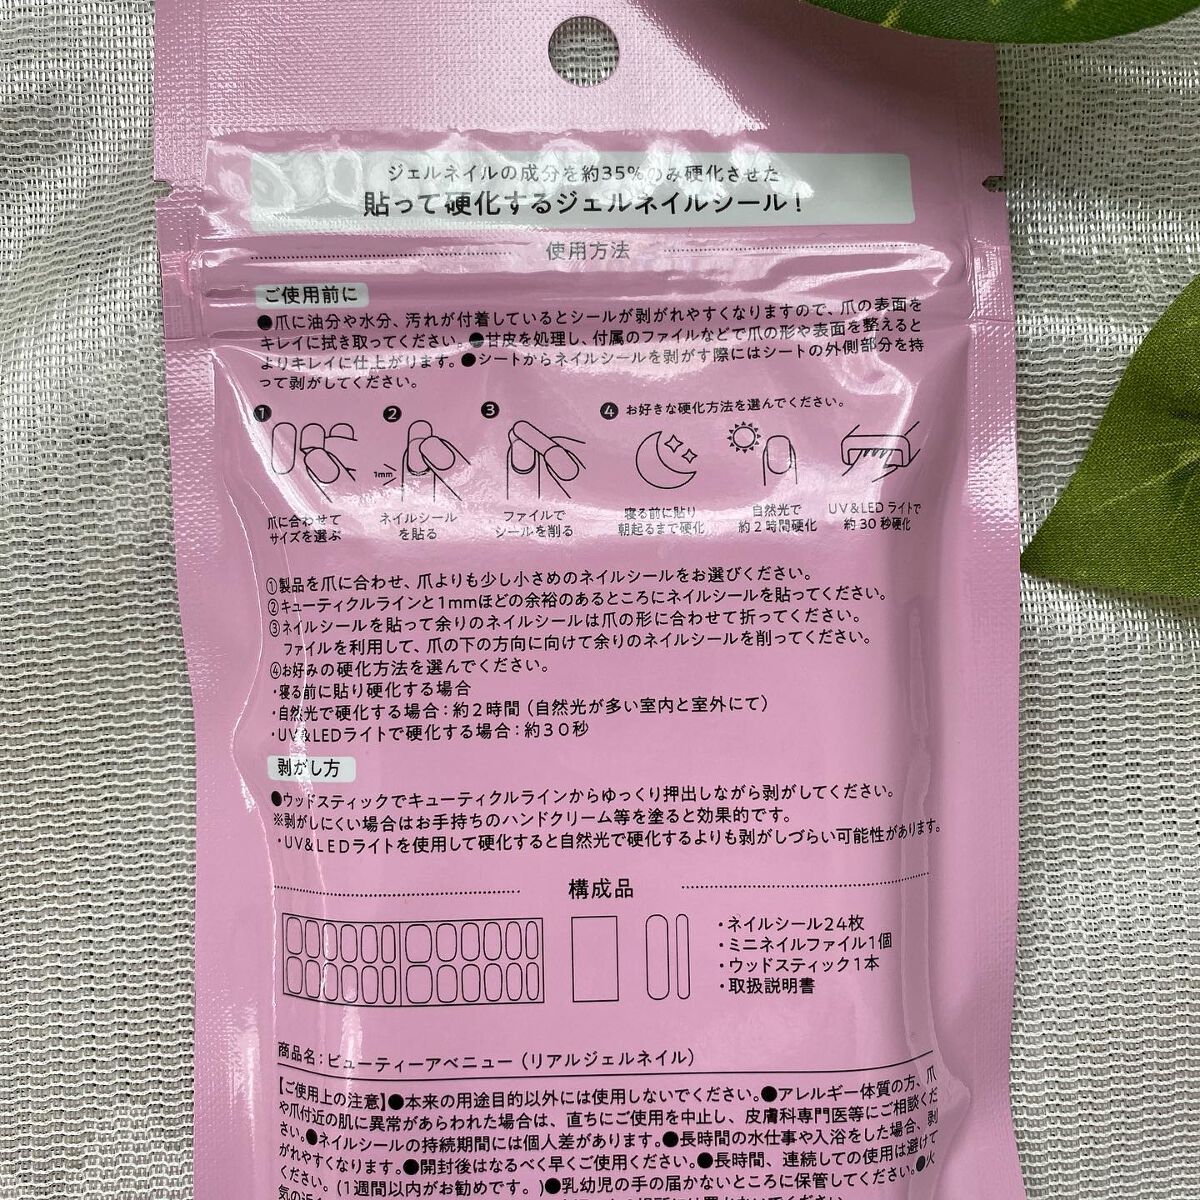 ジェルネイルの成分を約35%のみ硬化させた
貼って硬化するジェルネイルシール！
使用方法
ご使用前に
●爪に油分や水分、汚れが付着しているとシールが剥がれやすくなりますので、爪の表面を
キレイに拭き取ってください。●甘皮を処理し、付属のファイルなどで爪の形や表面を整えると
よりキレイに仕上がります。●シートからネイルシールを剥がす際にはシートの外側部分を持
って剥がしてください。
❶ ❷ ❸ ❹ お好きな硬化方法を選んでください。
1mm
爪に合わせて
サイズを選ぶ
ネイルシール
を貼る
ファイルで
シールを削る
寝る前に貼り
朝起るまで硬化
自然光で
約2時間硬化
UV&LEDライトで
約30秒硬化
①製品を爪に合わせ、爪よりも少し小さめのネイルシールをお選びください。
②キューティクルラインと1mmほどの余裕のあるところにネイルシールを貼ってください。
③ネイルシールを貼って余りのネイルシールは爪の形に合わせて折ってください。
ファイルを利用して、爪の下の方向に向けて余りのネイルシールを削ってください。
④お好みの硬化方法を選んでください。
・寝る前に貼り硬化する場合
・自然光で硬化する場合：約2時間（自然光が多い室内と室外にて）
・UV&LEDライトで硬化する場合：約30秒
剥がし方
●ウッドスティックでキューティクルラインからゆっくり押出しながら剥がしてください。
※剥がしにくい場合はお手持ちのハンドクリーム等を塗ると効果的です。
・UV&LEDライトを使用して硬化すると自然光で硬化するよりも剥がしづらい可能性があります。
構成品
・ネイルシール24枚
・ミニネイルファイル1個
・ウッドスティック1本
・取扱説明書
商品名：ビューティーアベニュー（リアルジェルネイル）
【ご使用上の注意】●本来の用途目的以外には使用しないでください。●アレルギー体質の方、爪
や爪付近の肌に異常があらわれた場合は、直ちにご使用を中止し、皮膚科専門医等にご相談くだ
さい。●ネイルシールの持続期間には個人差があります。●長時間の水仕事や入浴をした場合、剥
がれやすくなります。●開封後はなるべく早くご使用ください。●長時間、連続しての使用は避けて
ください。(1週間以内がお勧めです。)●乳幼児の手の届かないところに保管してください。●火